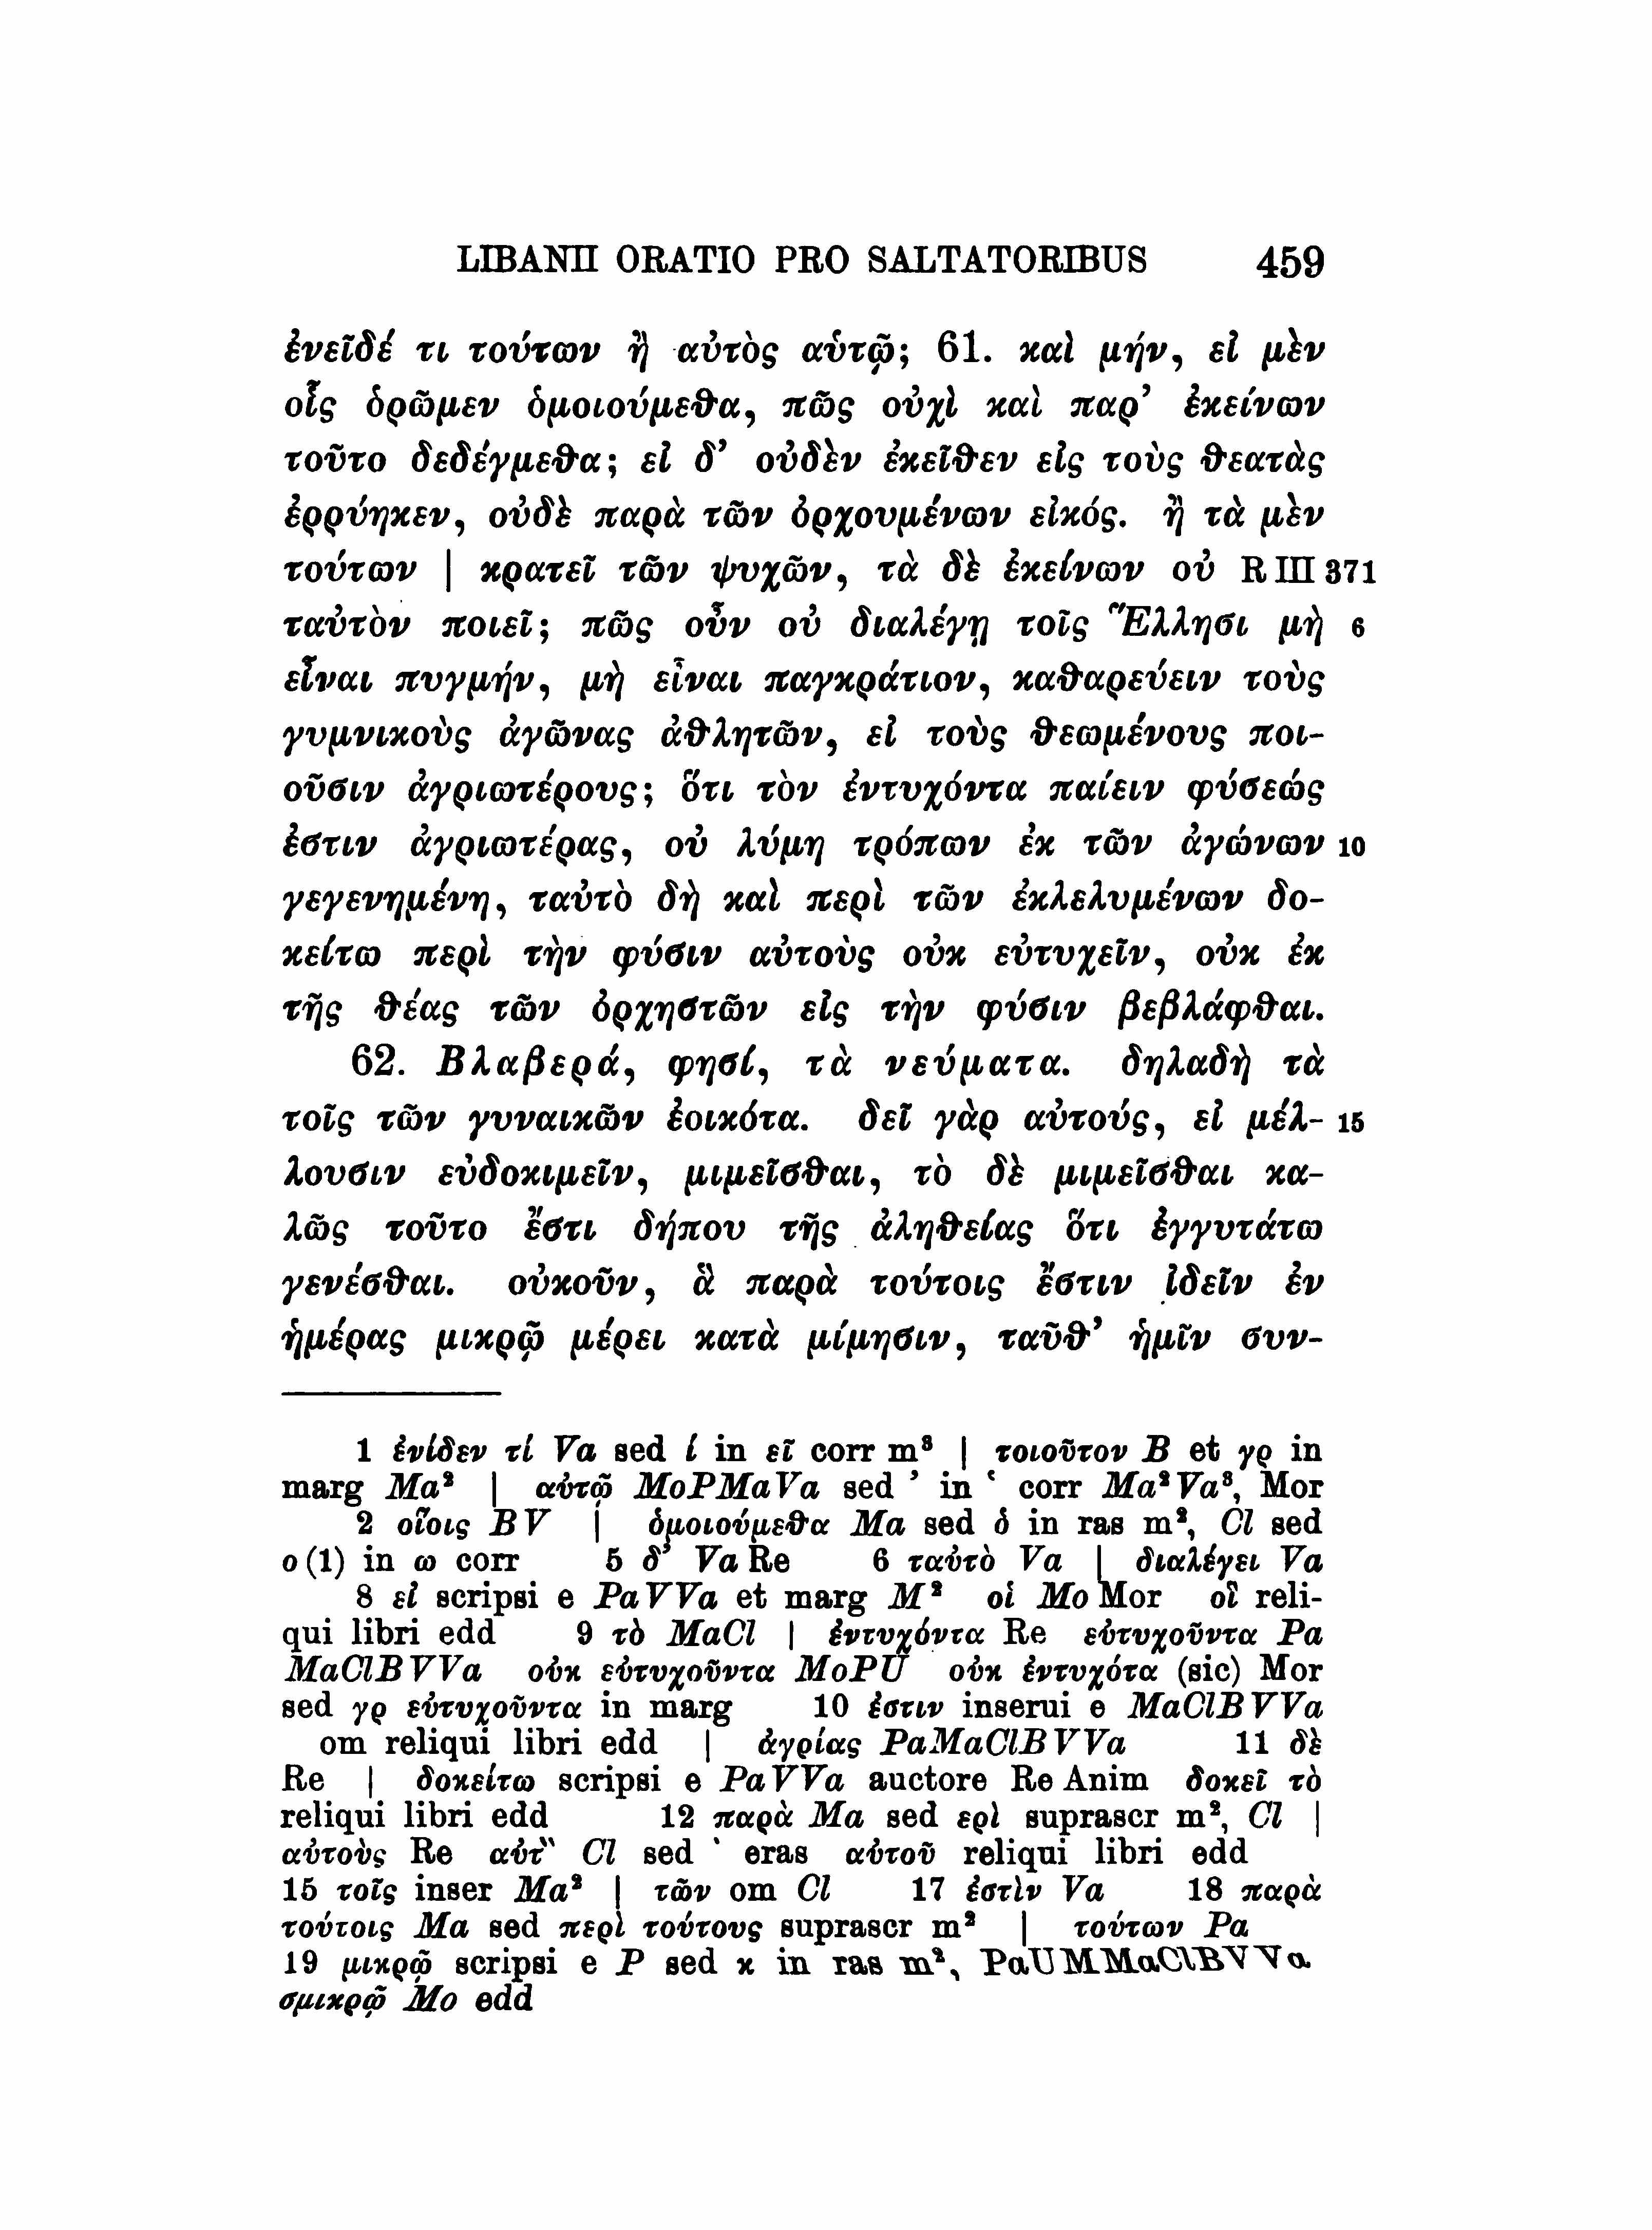 LIBANII ORATIO PRO SALTATORIBUS 459
ἐνεῖδέ τι τούτων ἢ αὐτὸς αὑτῷ; 61. καὶ μήν, εἰ μὲν
οἷς ὁρῶμεν ὁμοιούμεθα, πῶς οὐχὶ καὶ παρ’ ἐκείνων
τοῦτο δεδέγμεθα; εἰ δ’ οὐδὲν ἐκεῖθεν εἰς τοὺς θεατὰς
ἐρρύηκεν, οὐδὲ παρὰ τῶν ὀρχουμένων εἰκός. ἢ τὰ μὲν
τούτων | κρατεῖ τῶν ψυχῶν, τὰ δὲ ἐκείνων οὐ R III 371
ταὐτὸν ποιεῖ; πῶς οὖν οὐ διαλέγῃ τοῖς Ἕλλησι μὴ 6
εἶναι πυγμήν, μὴ εἶναι παγκράτιον, καθαρεύειν τοὺς
γυμνικοὺς ἀγῶνας ἀθλητῶν, εἰ τοὺς θεωμένους ποι-
οῦσιν ἀγριωτέρους; ὅτι τὸν ἐντυχόντα παίειν φύσεώς
ἐστιν ἀγριωτέρας, οὐ λύμη τρόπων ἐκ τῶν ἀγώνων 10
γεγενημένη, ταὐτὸ δὴ καὶ περὶ τῶν ἐκλελυμένων δο-
κείτω περὶ τὴν φύσιν αὐτοὺς οὐκ εὐτυχεῖν, οὐκ ἐκ
τῆς θέας τῶν ὀρχηστῶν εἰς τὴν φύσιν βεβλάφθαι.
62. Βλαβερά, φησί, τὰ νεύματα. δηλαδὴ τὰ
τοῖς τῶν γυναικῶν ἐοικότα. δεῖ γὰρ αὐτούς, εἰ μέλ- 15
λουσιν εὐδοκιμεῖν, μιμεῖσθαι, τὸ δὲ μιμεῖσθαι κα-
λῶς τοῦτο ἔστι δήπου τῆς ἀληθείας ὅτι ἐγγυτάτω
γενέσθαι. οὐκοῦν, ἃ παρὰ τούτοις ἔστιν ἰδεῖν ἐν
ἡμέρας μικρῷ μέρει κατὰ μίμησιν, ταῦθ’ ἡμῖν συν-
1 ἐνίδεν τί Va sed ί in εῖ corr m³ | τοιοῦτον B et γρ in
marg Ma² | αὐτῷ MoPMaVa sed ’ in ‘ corr Ma²Va³, Mor
2 οἵοις BV | ὁμοιούμεθα Ma sed ὁ in ras m², Cl sed
ο (1) in ω corr 5 δ’ Va Re 6 ταὐτὸ Va | διαλέγει Va
8 εἰ scripsi e PaVVa et marg M² οἱ Mo Mor οἳ reli-
qui libri edd 9 τὸ MaCl | ἐντυχόντα Re εὐτυχοῦντα Pa
MaClBVVa οὐκ εὐτυχοῦντα MoPU οὐκ ἐντυχότα (sic) Mor
sed γρ εὐτυχοῦντα in marg 10 ἐστιν inserui e MaClBVVa
om reliqui libri edd | ἀγρίας PaMaClBVVa 11 δὲ
Re | δοκείτω scripsi e PaVVa auctore Re Anim δοκεῖ τὸ
reliqui libri edd 12 παρὰ Ma sed ερὶ suprascr m², Cl |
αὐτοὺς Re αὐτ‶ Cl sed ‵ eras αὐτοῦ reliqui libri edd
15 τοῖς inser Ma² | τῶν om Cl 17 ἐστὶν Va 18 παρὰ
τούτοις Ma sed περὶ τούτους suprascr m² | τούτων Pa
19 μικρῷ scripsi e P sed κ in ras m², PaUMMaClBVVa
σμικρῷ Mo edd